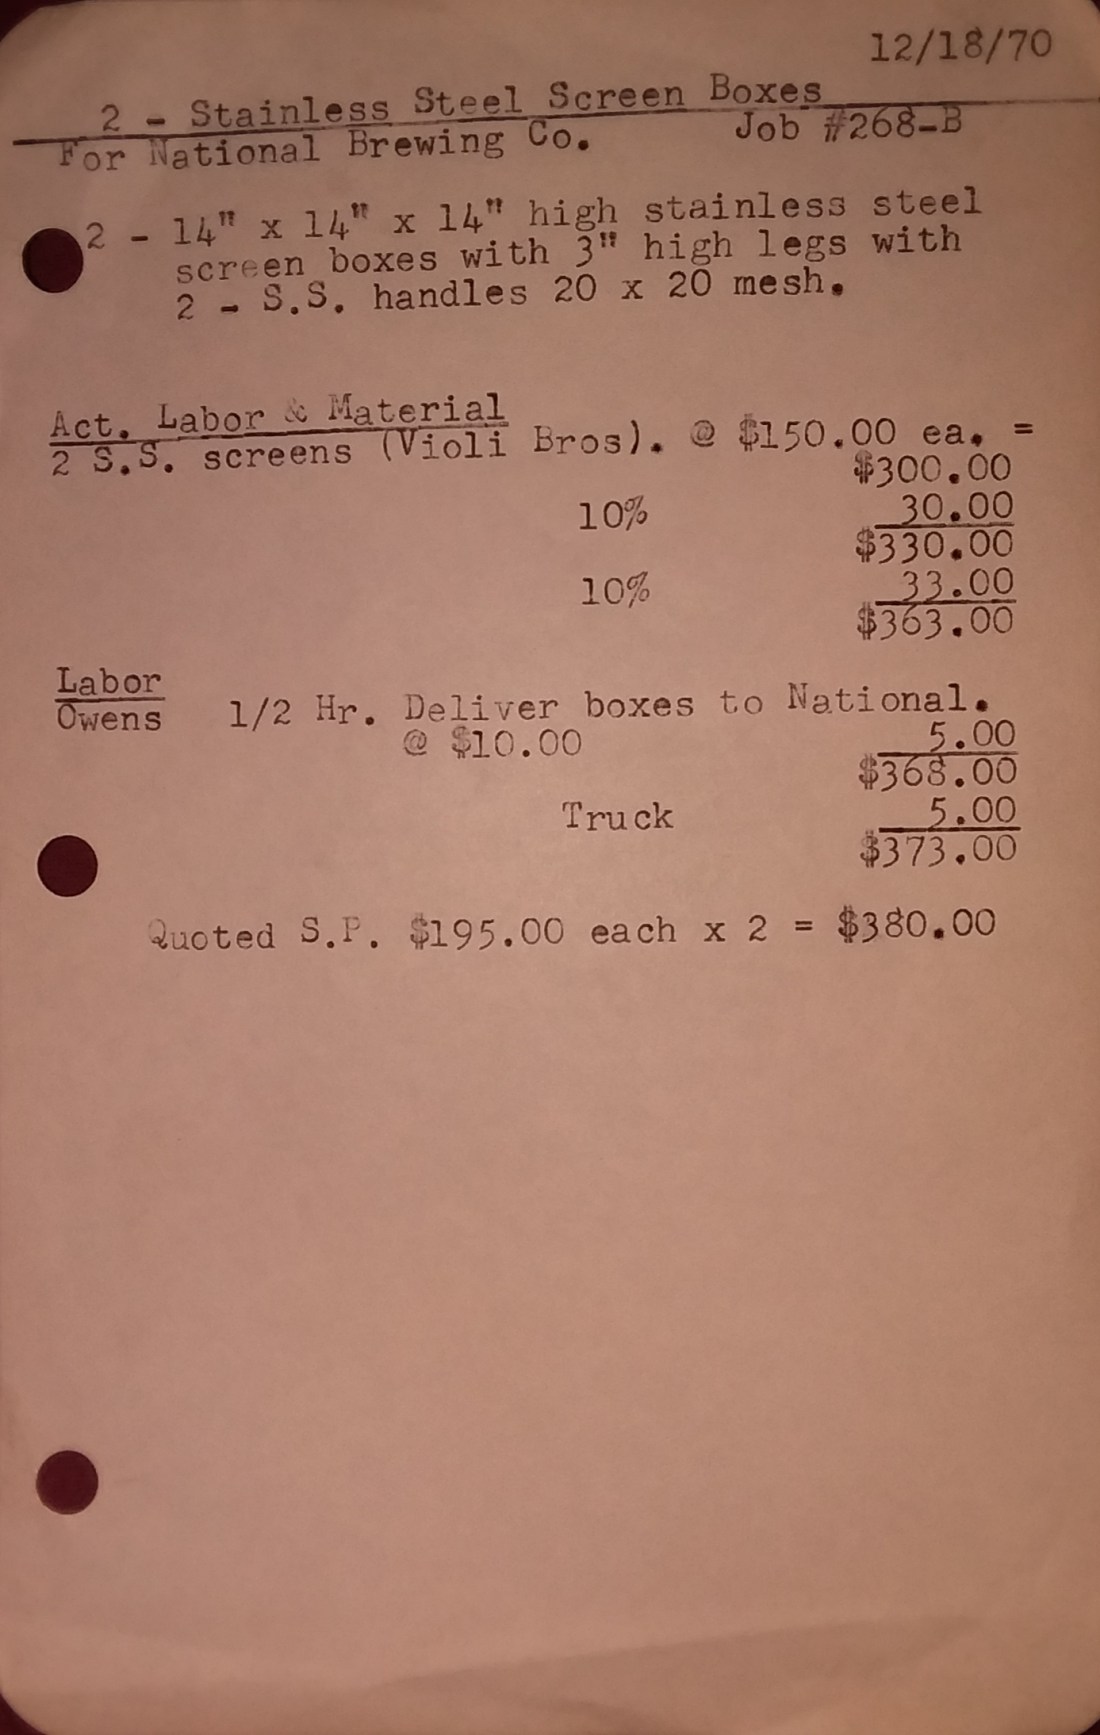 12/18/70
2 - Stainless Steel Screen Boxes
For National Brewing Co. Job #268-B
2 - 14" x 14" x 14" high stainless steel
screen boxes with 3" high legs with
2 - S.S. handles 20 x 20 mesh.
Act. Labor & Material
2 S.S. screens (Violi Bros). @ $150.00 ea. =
$300.00
10% 30.00
$330.00
10% 33.00
$363.00
Labor
Owens 1/2 Hr. Deliver boxes to National.
@ $10.00 5.00
$368.00
Truck 5.00
$373.00
Quoted S.P. $195.00 each x 2 = $380.00